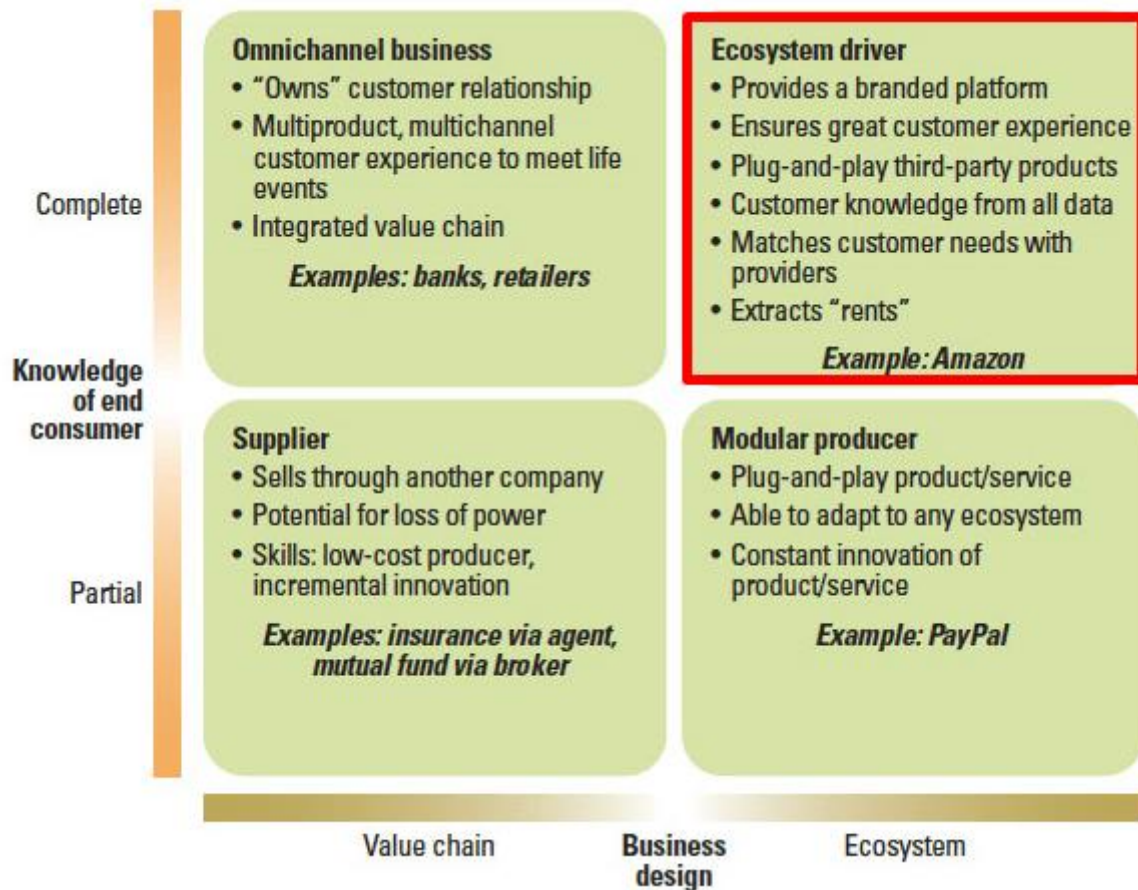 Omnichannel business
• “Owns” customer relationship
• Multiproduct, multichannel
customer experience to meet life
events
• Integrated value chain
Examples: banks, retailers
Ecosystem driver
• Provides a branded platform
• Ensures great customer experience
• Plug-and-play third-party products
• Customer knowledge from all data
• Matches customer needs with
providers
• Extracts “rents”
Example: Amazon
Complete
Knowledge
of end
consumer
Partial
Supplier
• Sells through another company
• Potential for loss of power
• Skills: low-cost producer,
incremental innovation
Examples: insurance via agent,
mutual fund via broker
Modular producer
• Plug-and-play product/service
• Able to adapt to any ecosystem
• Constant innovation of
product/service
Example: PayPal
Value chain
Business
design
Ecosystem